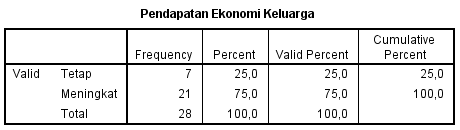 Pendapatan Ekonomi Keluarga
Frequency Percent Valid Percent Cumulative Percent
Valid Tetap 7 25,0 25,0 25,0
Meningkat 21 75,0 75,0 100,0
Total 28 100,0 100,0